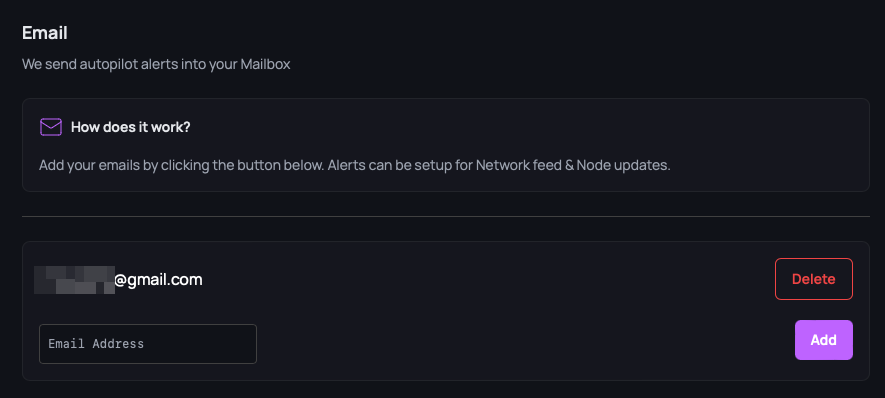 Email
We send autopilot alerts into your Mailbox
How does it work?
Add your emails by clicking the button below. Alerts can be setup for Network feed & Node updates.
@gmail.com
Delete
Email Address
Add